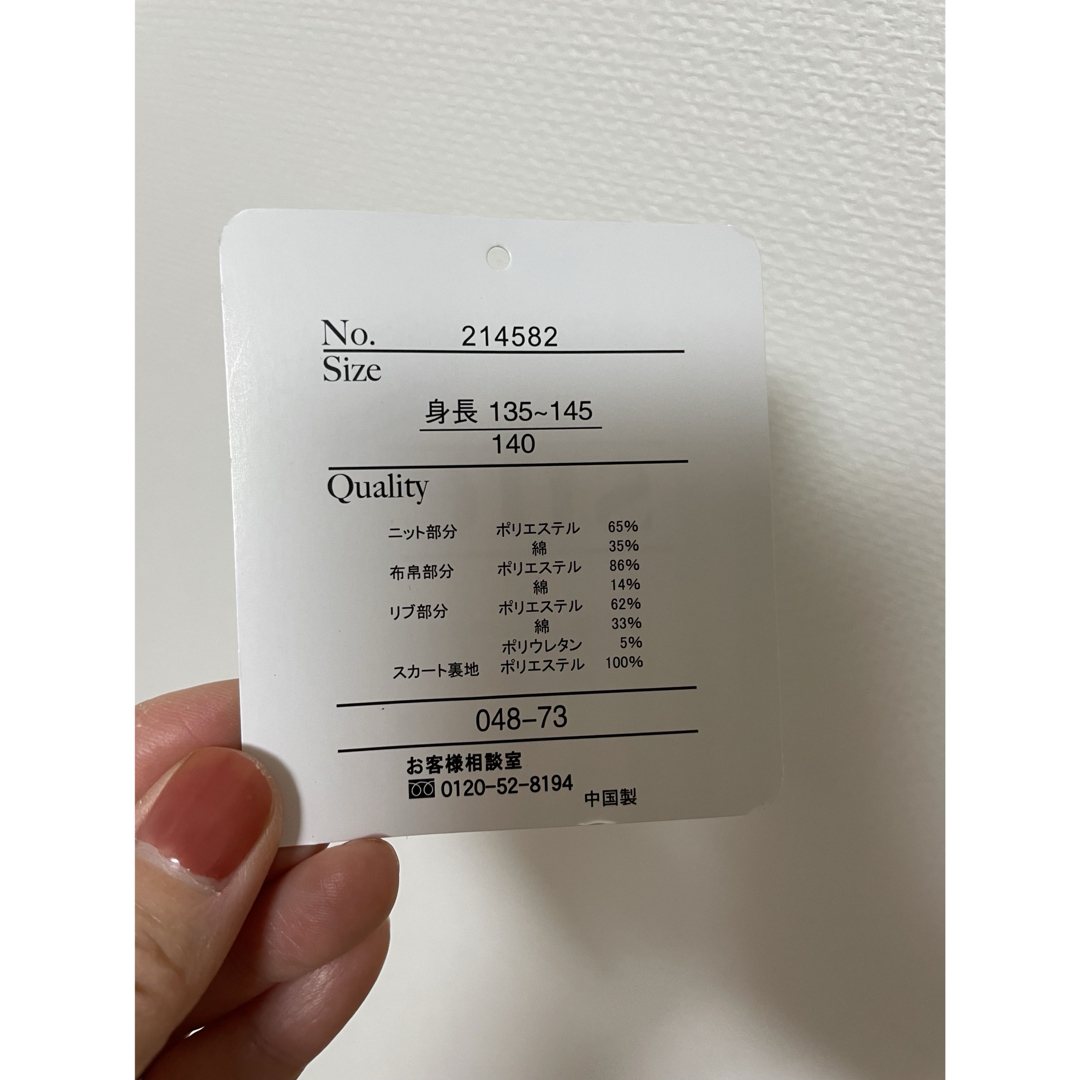 No. 214582
Size
身長 135~145
140
Quality
ニット部分 ポリエステル 65%
綿 35%
布帛部分 ポリエステル 86%
綿 14%
リブ部分 ポリエステル 62%
綿 33%
ポリウレタン 5%
スカート裏地 ポリエステル 100%
048-73
お客様相談室
0120-52-8194 中国製